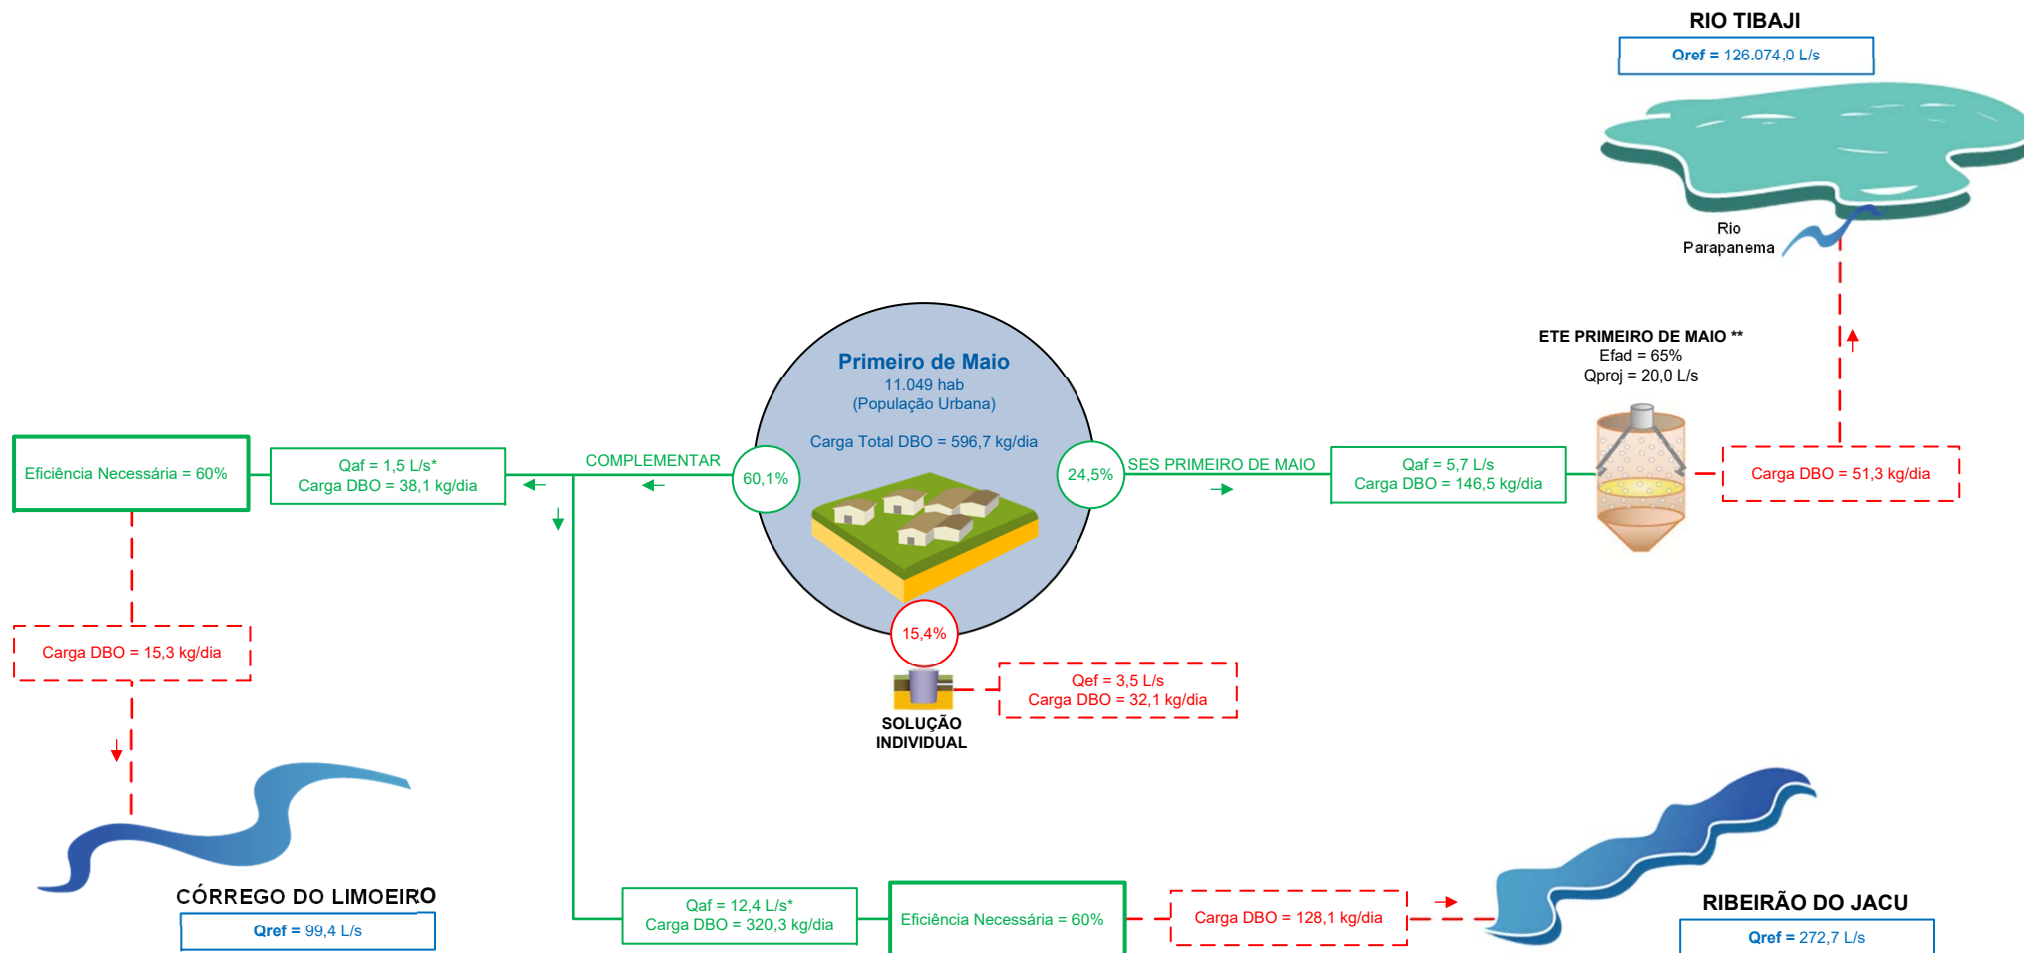 RIO TIBAJI
Qref = 126.074,0 L/s
Rio
Parapanema
ETE PRIMEIRO DE MAIO **
Efad = 65%
Qproj = 20,0 L/s
Primeiro de Maio
11.049 hab
(População Urbana)
Carga Total DBO = 596,7 kg/dia
Eficiência Necessária = 60%
Qaf = 1,5 L/s*
Carga DBO = 38,1 kg/dia
COMPLEMENTAR
60,1%
24,5%
SES PRIMEIRO DE MAIO
Qaf = 5,7 L/s
Carga DBO = 146,5 kg/dia
Carga DBO = 51,3 kg/dia
15,4%
Carga DBO = 15,3 kg/dia
Qef = 3,5 L/s
Carga DBO = 32,1 kg/dia
SOLUÇÃO
INDIVIDUAL
CÓRREGO DO LIMOEIRO
Qref = 99,4 L/s
Qaf = 12,4 L/s*
Carga DBO = 320,3 kg/dia
Eficiência Necessária = 60%
Carga DBO = 128,1 kg/dia
RIBEIRÃO DO JACU
Qref = 272,7 L/s